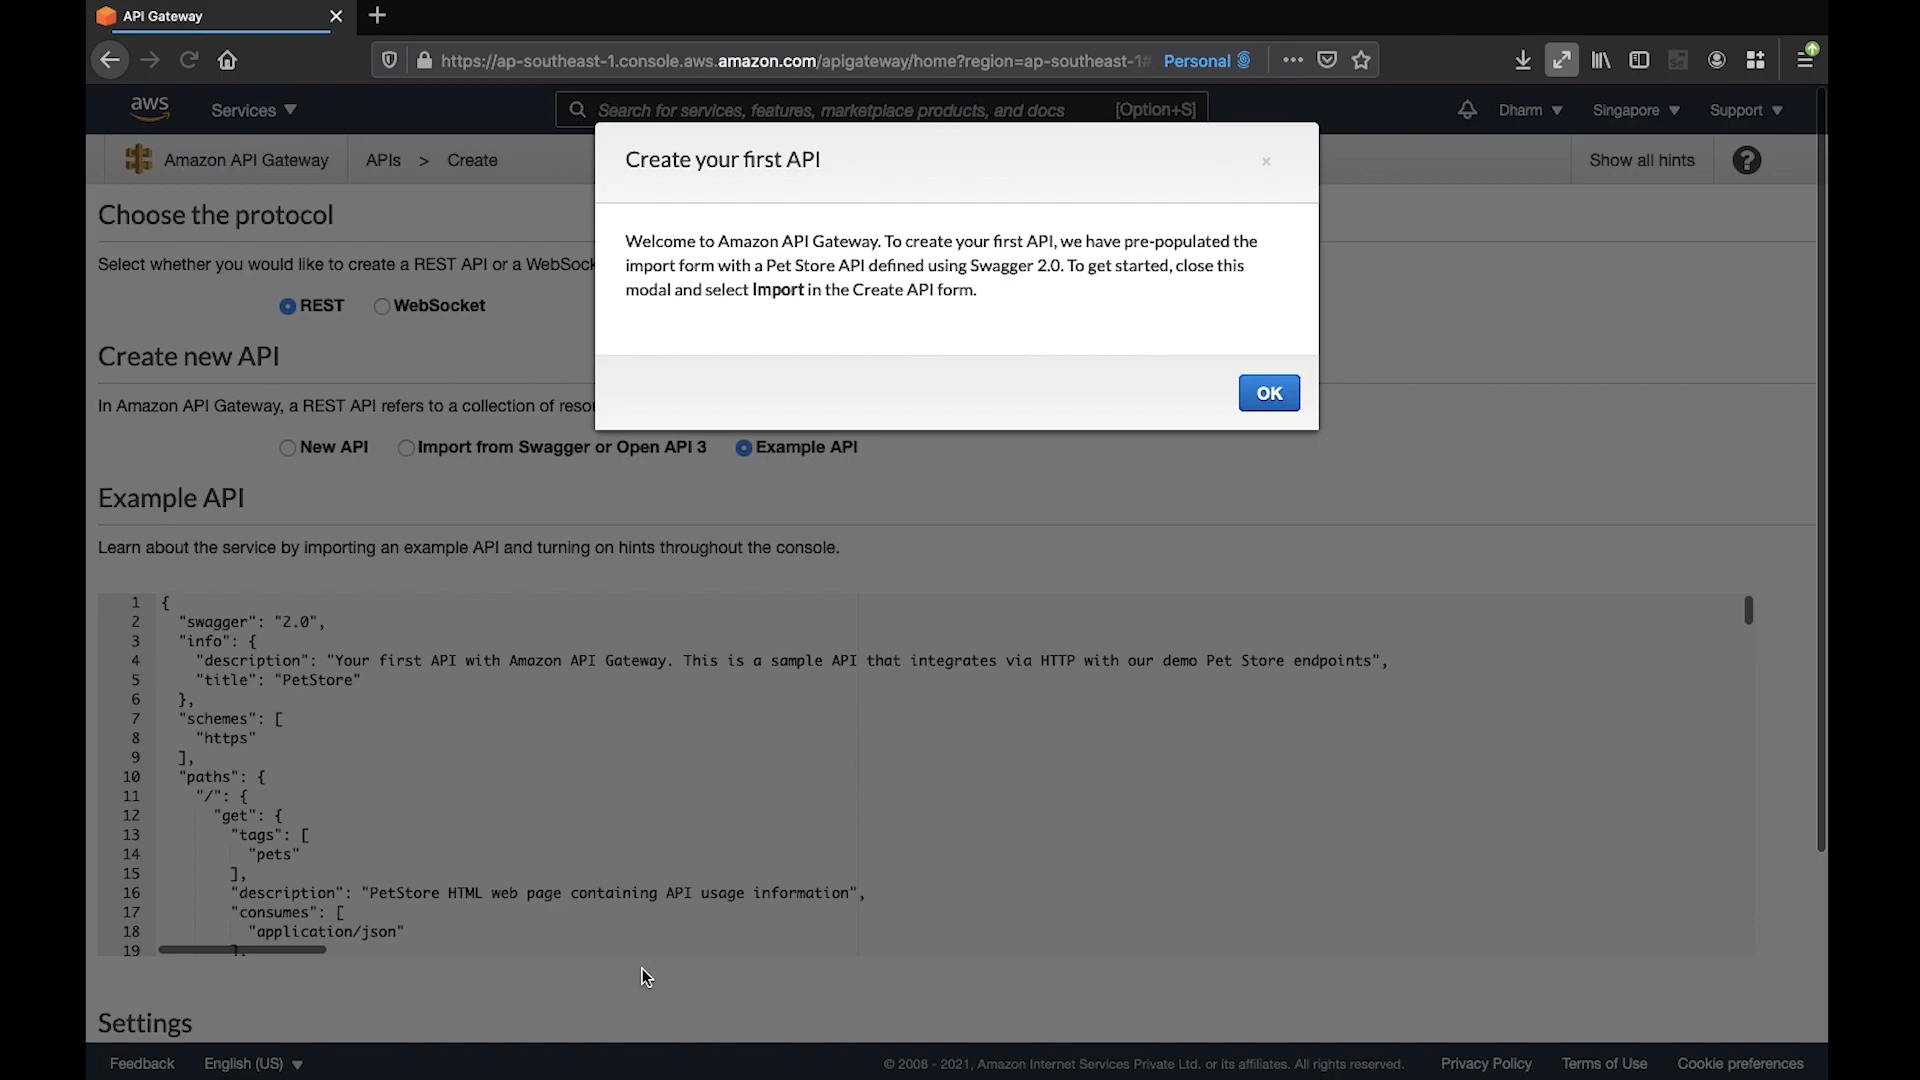 API Gateway
https://ap-southeast-1.console.aws.amazon.com/apigateway/home?region=ap-southeast-1#
Personal
aws
Services
Search for services, features, marketplace products, and docs
[Option+S]
Dharm
Singapore
Support
Amazon API Gateway
APIs > Create
Show all hints
?
Create your first API
×
Welcome to Amazon API Gateway. To create your first API, we have pre-populated the
import form with a Pet Store API defined using Swagger 2.0. To get started, close this
modal and select Import in the Create API form.
OK
Choose the protocol
Select whether you would like to create a REST API or a WebSock
REST
WebSocket
Create new API
In Amazon API Gateway, a REST API refers to a collection of reso
New API
Import from Swagger or Open API 3
Example API
Example API
Learn about the service by importing an example API and turning on hints throughout the console.
1 {
2 "swagger": "2.0",
3 "info": {
4 "description": "Your first API with Amazon API Gateway. This is a sample API that integrates via HTTP with our demo Pet Store endpoints",
5 "title": "PetStore"
6 },
7 "schemes": [
8 "https"
9 ],
10 "paths": {
11 "/": {
12 "get": {
13 "tags": [
14 "pets"
15 ],
16 "description": "PetStore HTML web page containing API usage information",
17 "consumes": [
18 "application/json"
19 ],
Settings
Feedback
English (US)
© 2008 - 2021, Amazon Internet Services Private Ltd. or its affiliates. All rights reserved.
Privacy Policy
Terms of Use
Cookie preferences